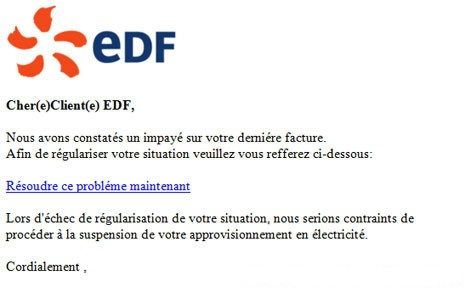 eDF
Cher(e)Client(e) EDF,
Nous avons constatés un impayé sur votre derniére facture.
Afin de régulariser votre situation veuillez vous refferez ci-dessous:
Résoudre ce probléme maintenant
Lors d'échec de régularisation de votre situation, nous serions contraints de
procéder à la suspension de votre approvisionnement en électricité.
Cordialement ,